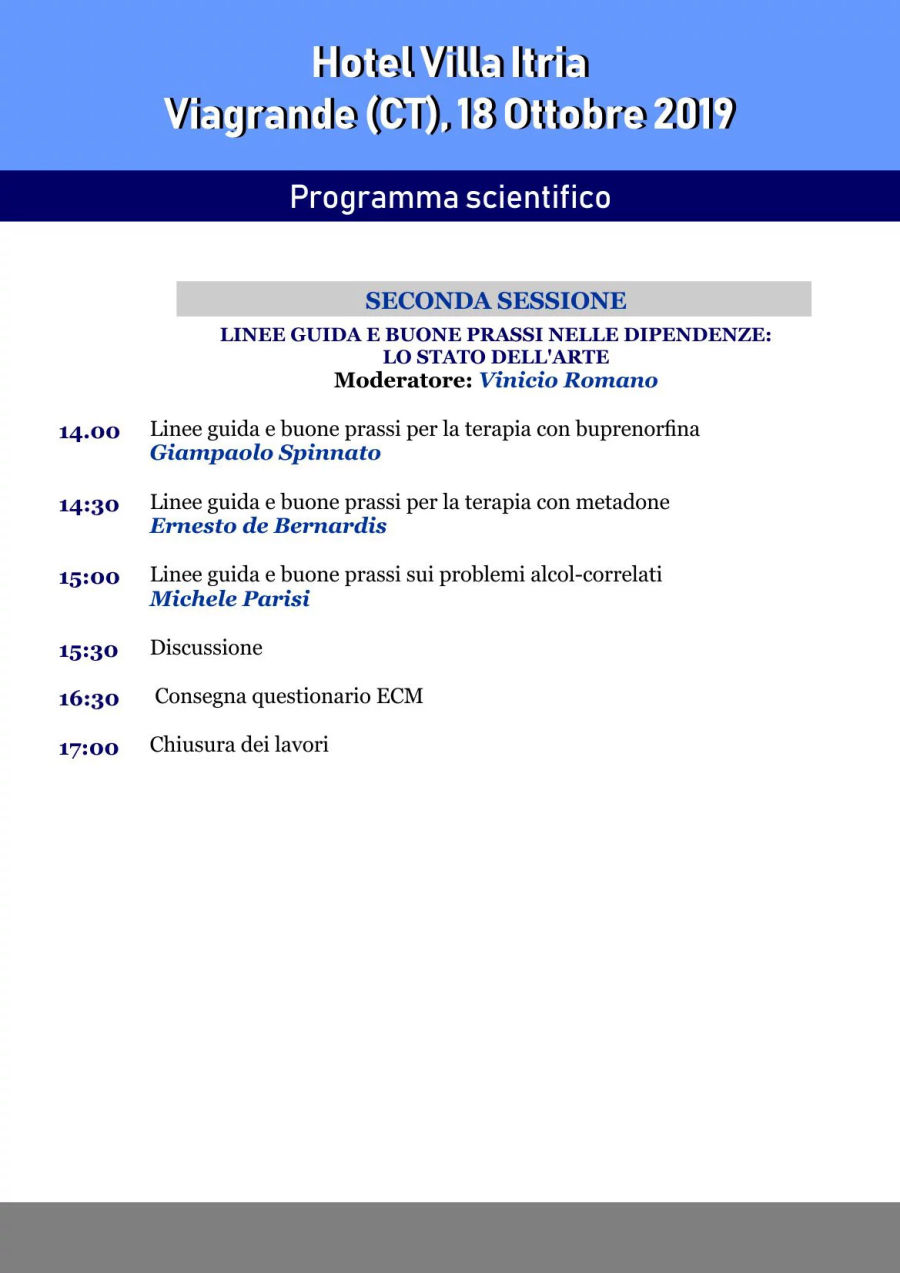 Hotel Villa Itria
Viagrande (CT), 18 Ottobre 2019
Programma scientifico
SECONDA SESSIONE
LINEE GUIDA E BUONE PRASSI NELLE DIPENDENZE:
LO STATO DELL'ARTE
Moderatore: Vinicio Romano
14.00 Linee guida e buone prassi per la terapia con buprenorfina
Giampaolo Spinnato
14:30 Linee guida e buone prassi per la terapia con metadone
Ernesto de Bernardis
15:00 Linee guida e buone prassi sui problemi alcol-correlati
Michele Parisi
15:30 Discussione
16:30 Consegna questionario ECM
17:00 Chiusura dei lavori